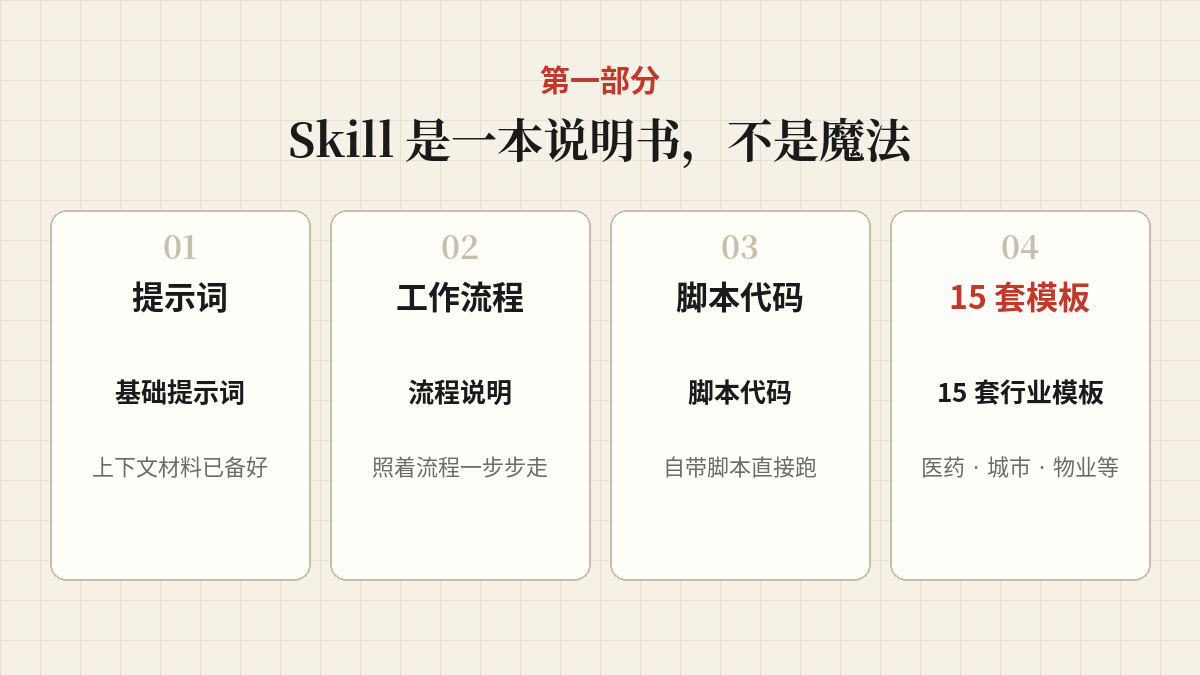 第一部分
Skill 是一本说明书，不是魔法
01
提示词
基础提示词
上下文材料已备好
02
工作流程
流程说明
照着流程一步步走
03
脚本代码
脚本代码
自带脚本直接跑
04
15 套模板
15 套行业模板
医药 · 城市 · 物业等